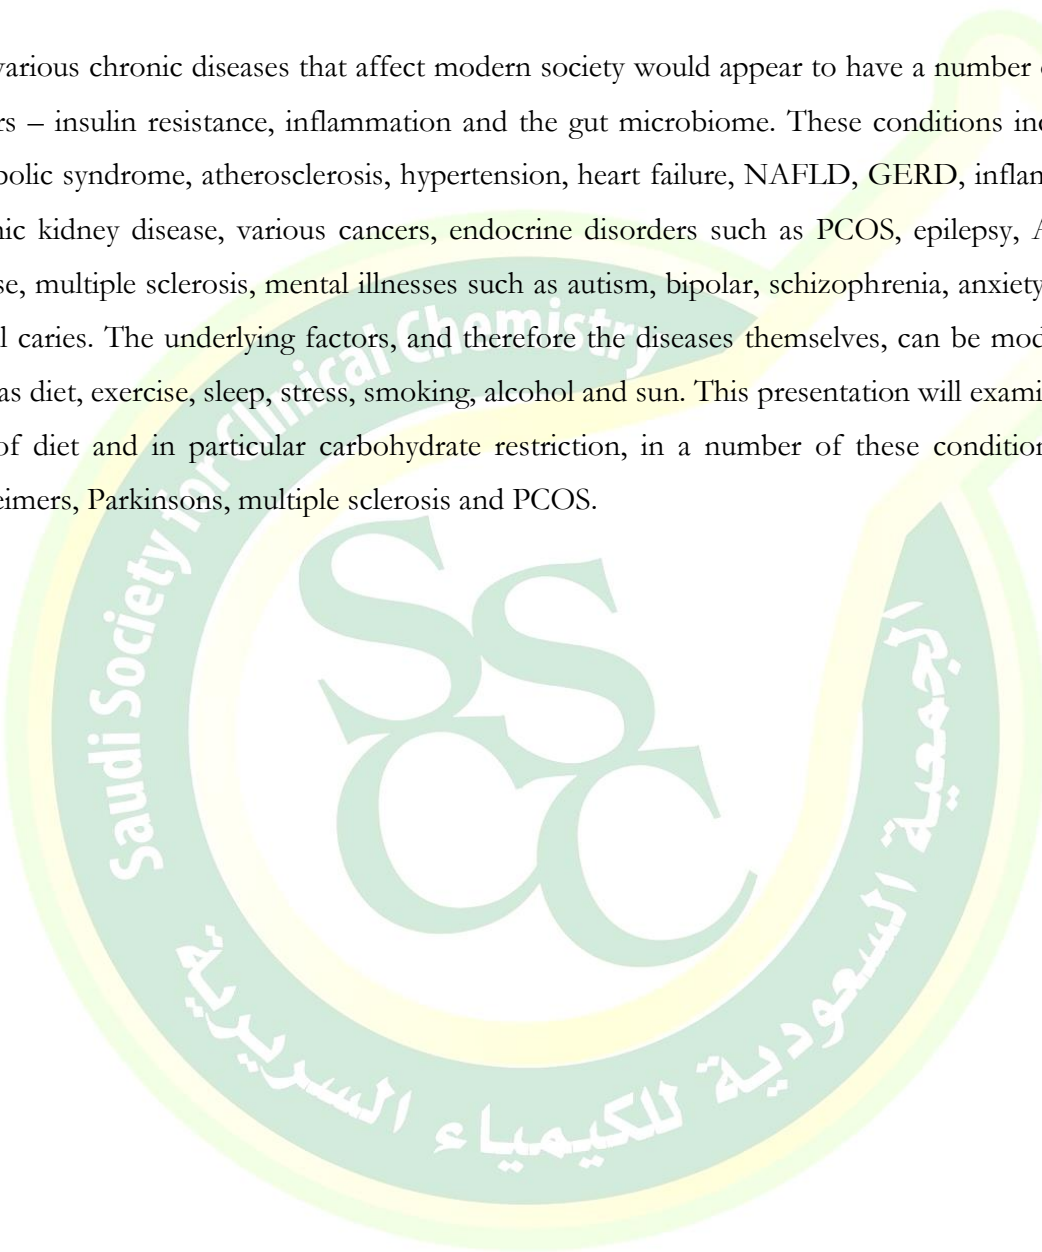 various chronic diseases that affect modern society would appear to have a number
rs – insulin resistance, inflammation and the gut microbiome. These conditions in
bolic syndrome, atherosclerosis, hypertension, heart failure, NAFLD, GERD, inflam
nic kidney disease, various cancers, endocrine disorders such as PCOS, epilepsy, A
se, multiple sclerosis, mental illnesses such as autism, bipolar, schizophrenia, anxiety
l caries. The underlying factors, and therefore the diseases themselves, can be mod
as diet, exercise, sleep, stress, smoking, alcohol and sun. This presentation will exami
of diet and in particular carbohydrate restriction, in a number of these condition
eimers, Parkinsons, multiple sclerosis and PCOS.
Saudi Society for Clinical Chemistry
SSCC
الجمعية السعودية للكيمياء السريرية